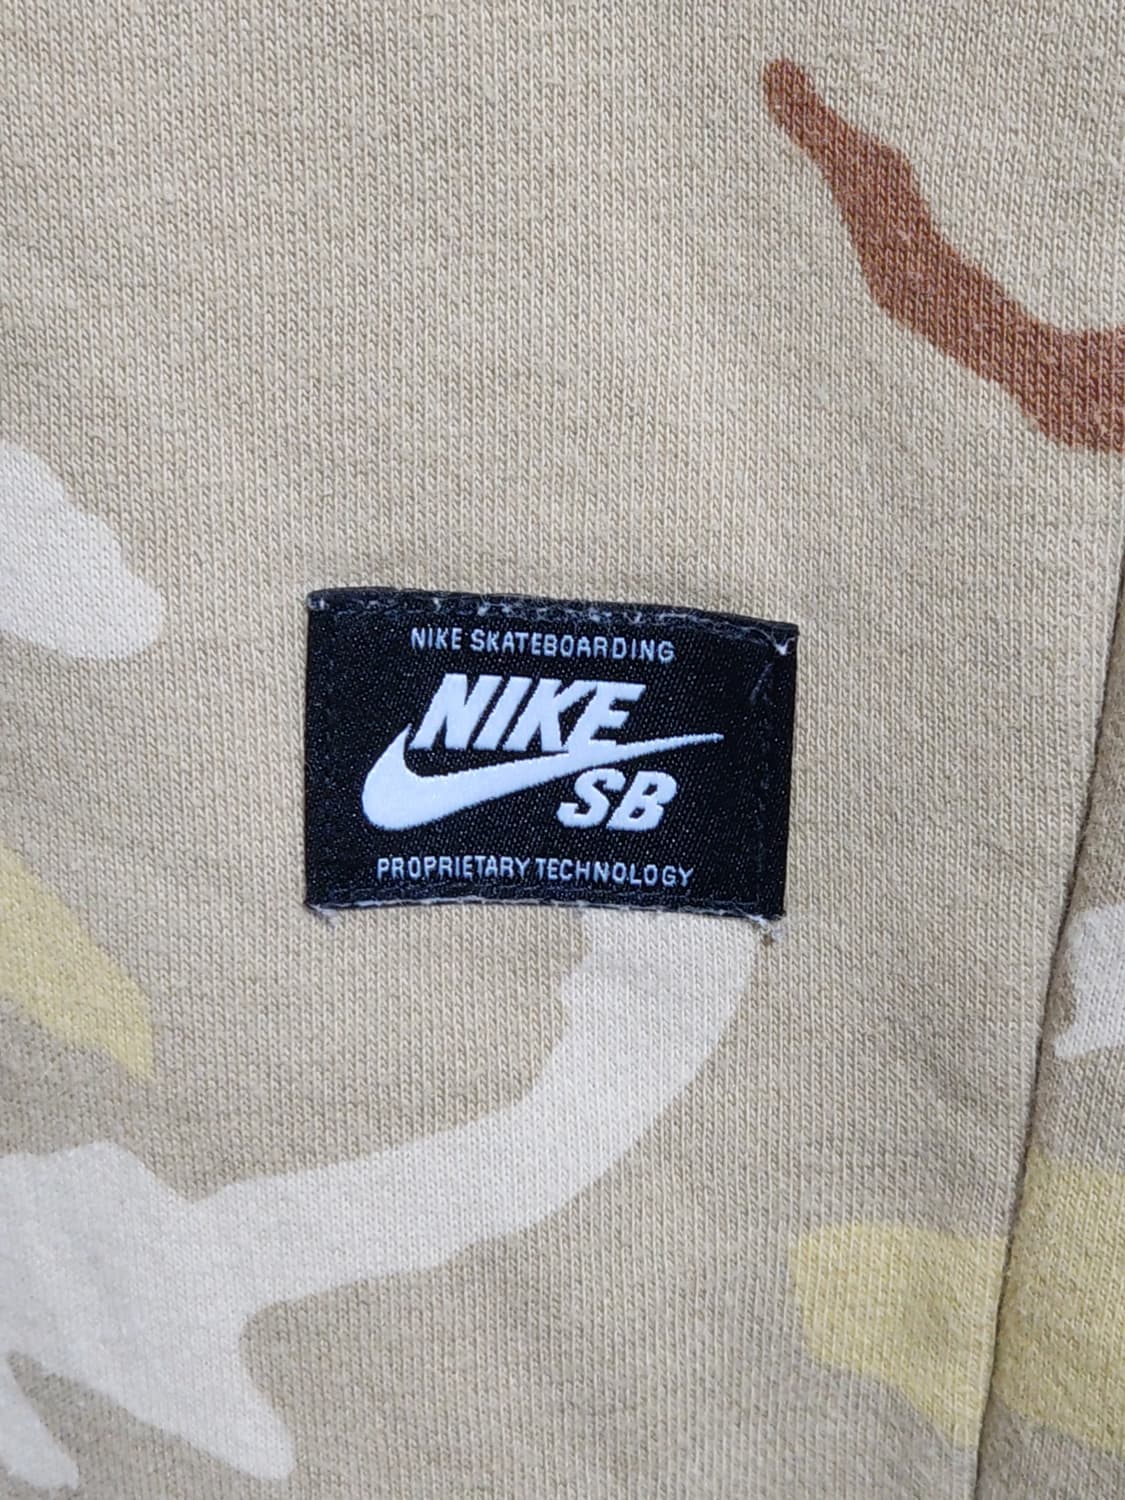 NIKE SKATEBOARDING
NIKE
SB
PROPRIETARY TECHNOLOGY